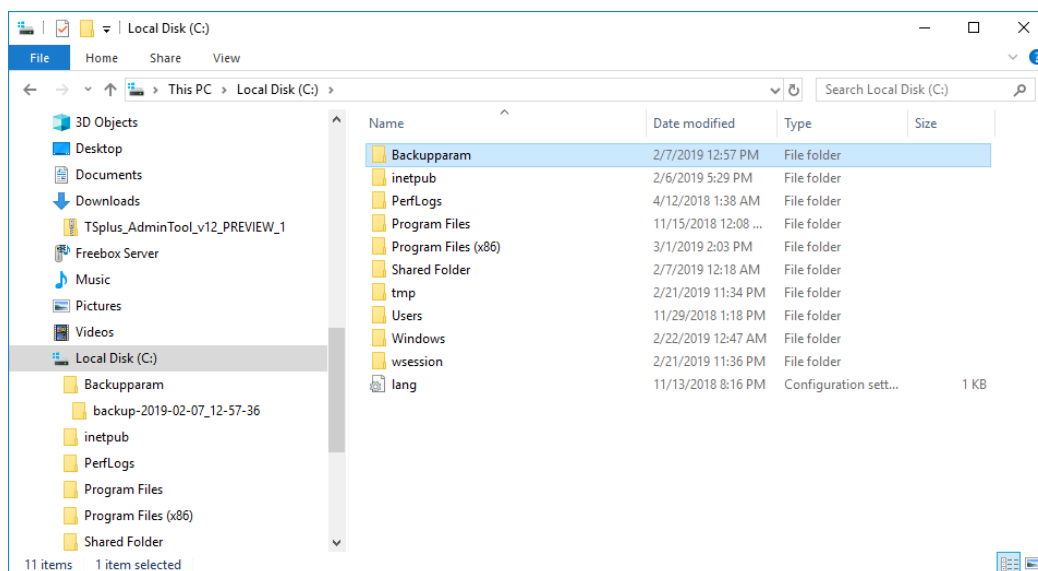 Local Disk (C:)
File Home Share View
This PC > Local Disk (C:) > Search Local Disk (C:)
3D Objects
Desktop
Documents
Downloads
TSplus_AdminTool_v12_PREVIEW_1
Freebox Server
Music
Pictures
Videos
Local Disk (C:)
Backupparam
backup-2019-02-07_12-57-36
inetpub
PerfLogs
Program Files
Program Files (x86)
Shared Folder
Name Date modified Type Size
Backupparam 2/7/2019 12:57 PM File folder
inetpub 2/6/2019 5:29 PM File folder
PerfLogs 4/12/2018 1:38 AM File folder
Program Files 11/15/2018 12:08 ... File folder
Program Files (x86) 3/1/2019 2:03 PM File folder
Shared Folder 2/7/2019 12:18 AM File folder
tmp 2/21/2019 11:34 PM File folder
Users 11/29/2018 1:18 PM File folder
Windows 2/22/2019 12:47 AM File folder
wsession 2/21/2019 11:36 PM File folder
lang 11/13/2018 8:16 PM Configuration sett... 1 KB
11 items 1 item selected